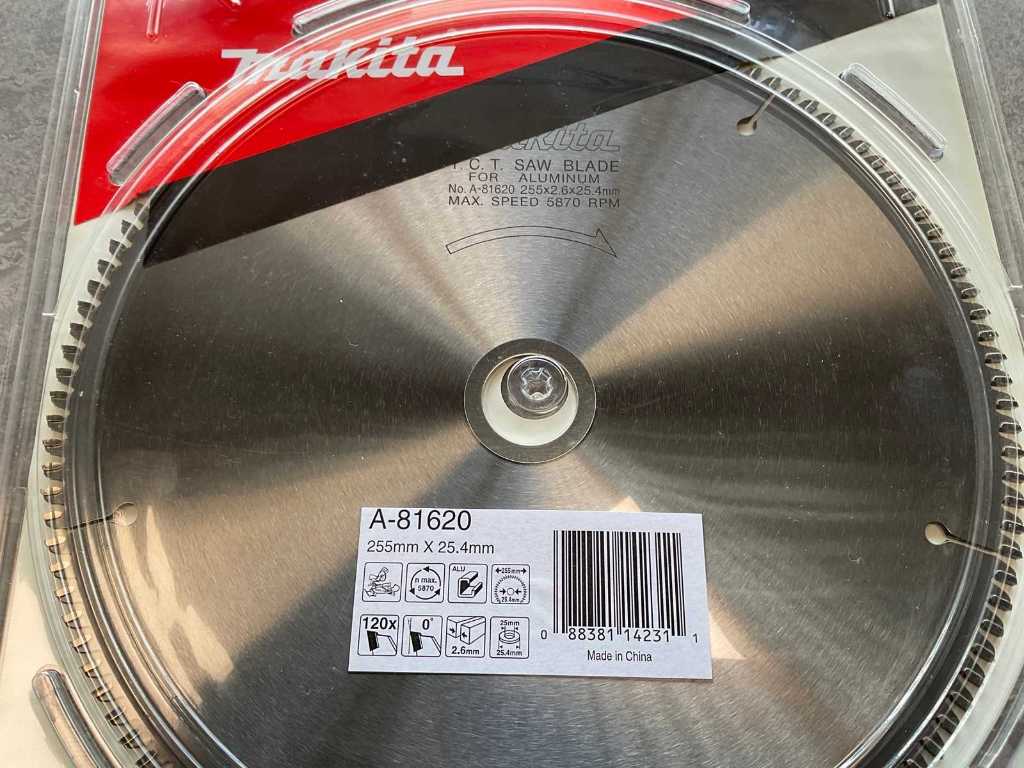 makita
T. C. T. SAW BLADE
FOR ALUMINUM
No. A-81620 255x2.6x25.4mm
MAX. SPEED 5870 RPM
A-81620
255mm X 25.4mm
n max.
5870
ALU
255mm
25.4mm
120x
0°
2.6mm
25mm
25.4mm
0 88381 14231 1
Made in China